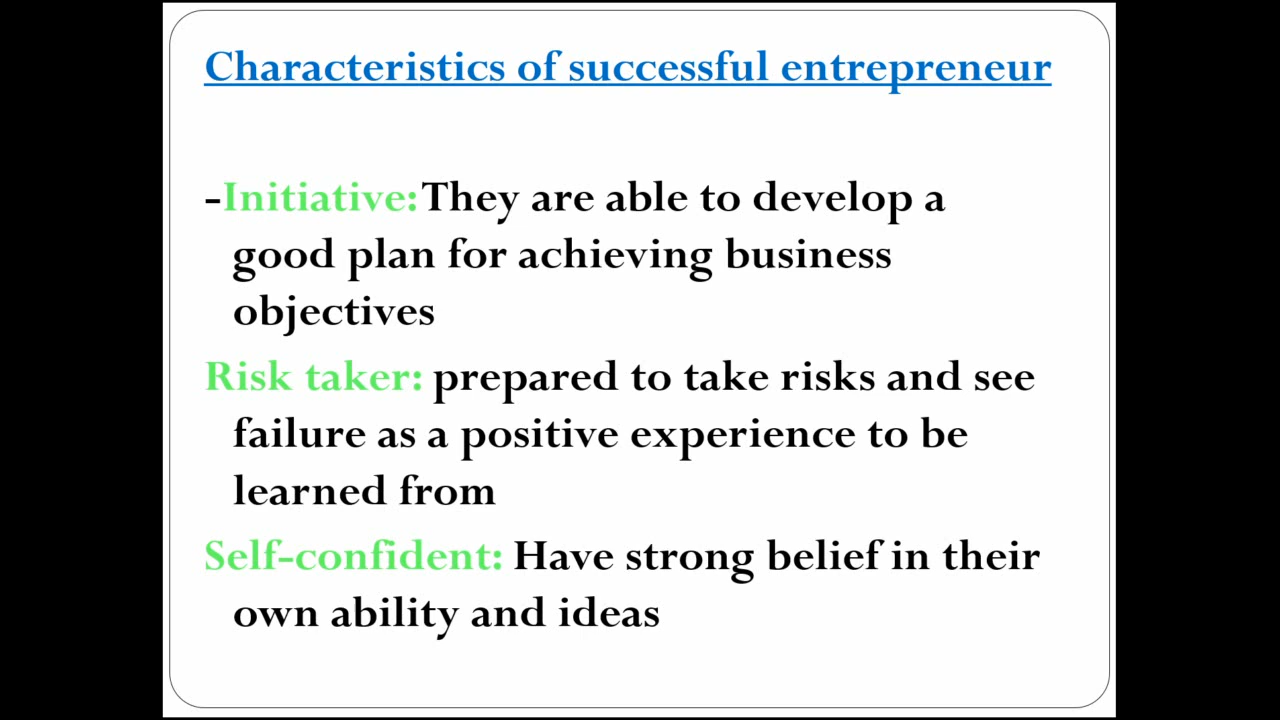 Characteristics of successful entrepreneur
-Initiative: They are able to develop a
good plan for achieving business
objectives
Risk taker: prepared to take risks and see
failure as a positive experience to be
learned from
Self-confident: Have strong belief in their
own ability and ideas